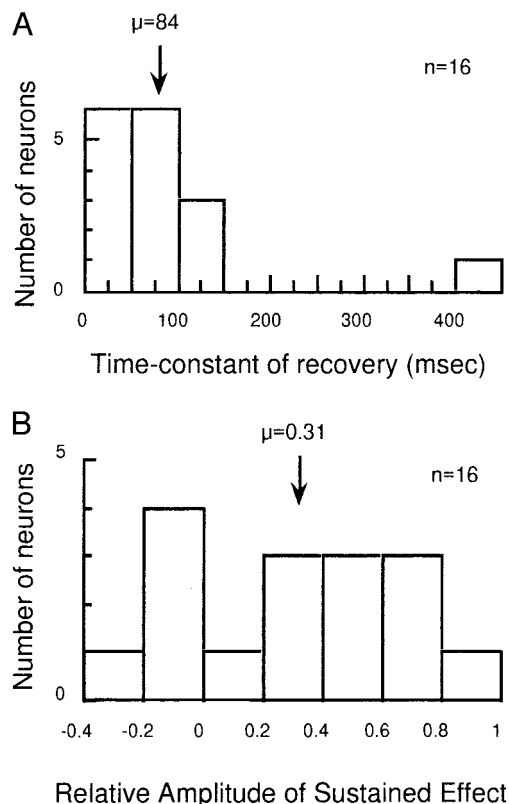 A
µ=84
n=16
Number of neurons
5
0
0 100 200 300 400
Time-constant of recovery (msec)
B
µ=0.31
n=16
Number of neurons
5
0
-0.4 -0.2 0 0.2 0.4 0.6 0.8 1
Relative Amplitude of Sustained Effect